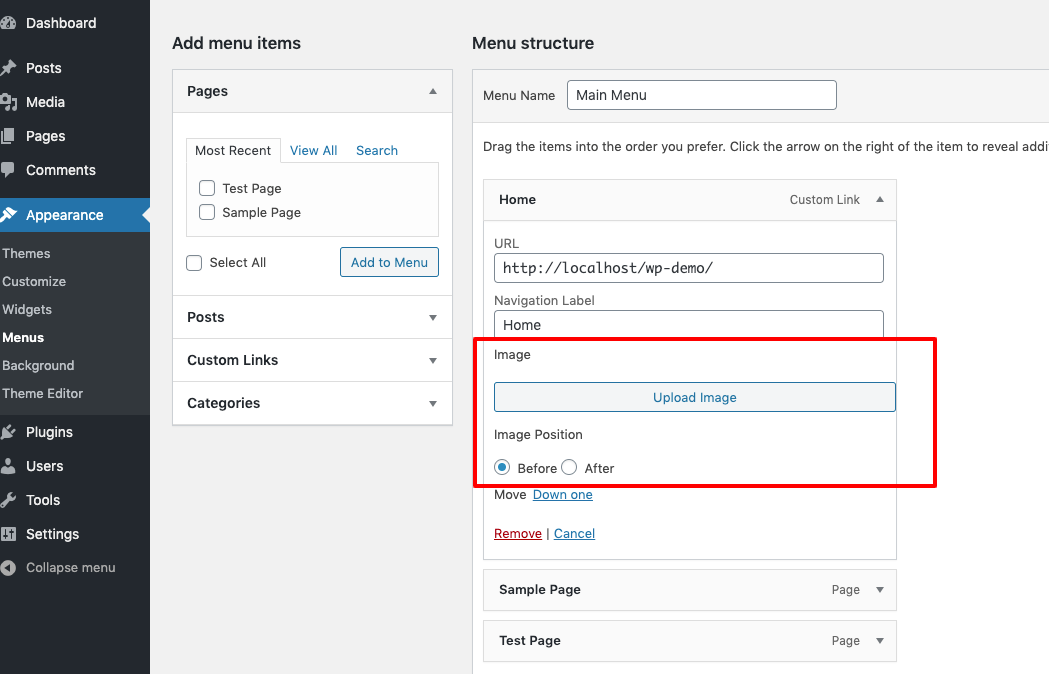 Dashboard
Posts
Media
Pages
Comments
Appearance
Themes
Customize
Widgets
Menus
Background
Theme Editor
Plugins
Users
Tools
Settings
Collapse menu
Add menu items
Pages
Most Recent View All Search
Test Page
Sample Page
Select All Add to Menu
Posts
Custom Links
Categories
Menu structure
Menu Name Main Menu
Drag the items into the order you prefer. Click the arrow on the right of the item to reveal addi
Home Custom Link
URL
http://localhost/wp-demo/
Navigation Label
Home
Image
Upload Image
Image Position
Before After
Move Down one
Remove | Cancel
Sample Page Page
Test Page Page